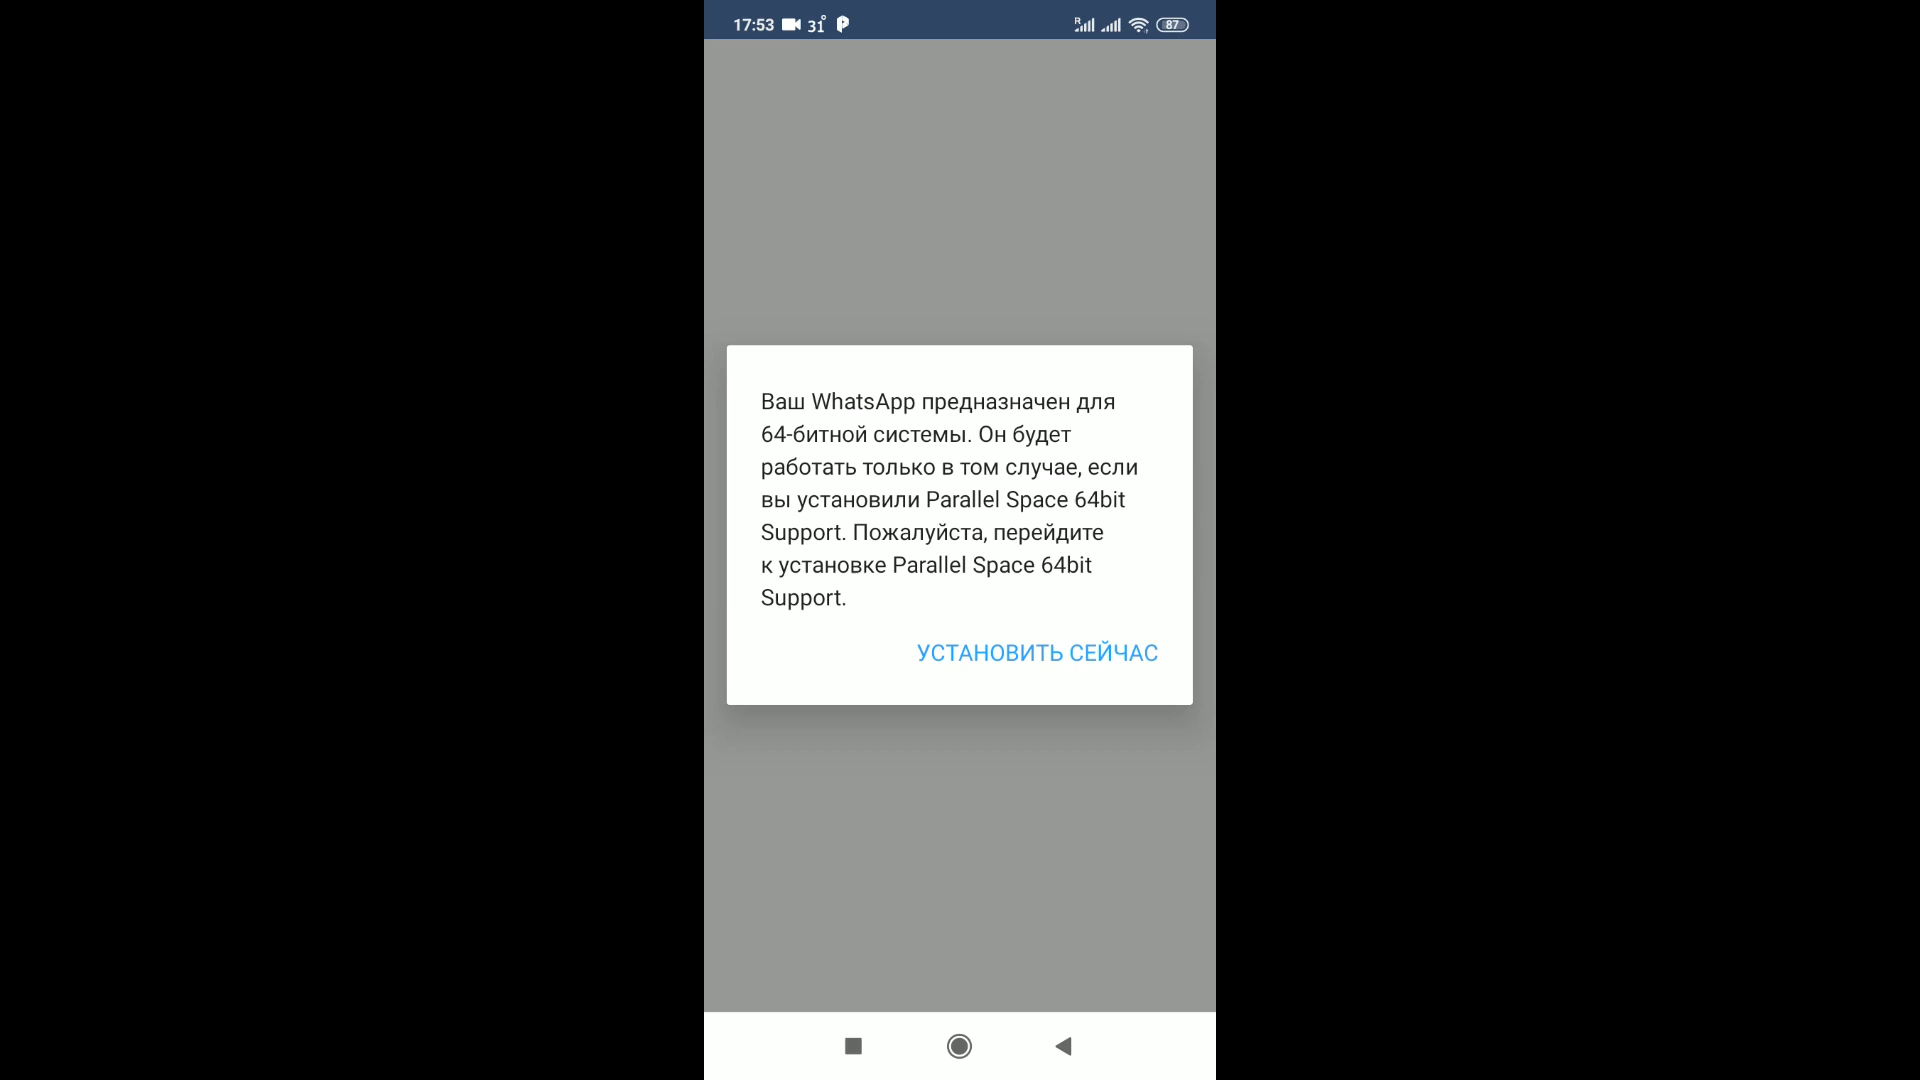 17:53 31° 87
Ваш WhatsApp предназначен для
64-битной системы. Он будет
работать только в том случае, если
вы установили Parallel Space 64bit
Support. Пожалуйста, перейдите
к установке Parallel Space 64bit
Support.
УСТАНОВИТЬ СЕЙЧАС